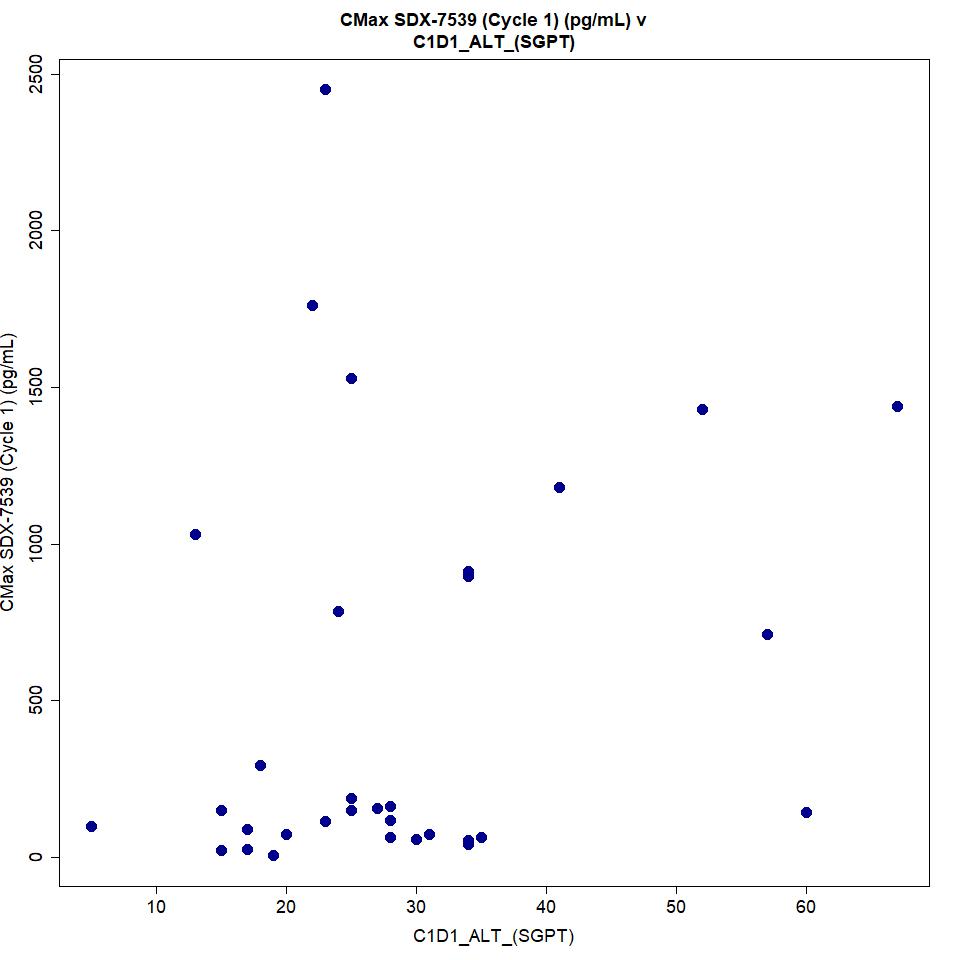 CMax SDX-7539 (Cycle 1) (pg/mL) v
C1D1_ALT_(SGPT)
CMax SDX-7539 (Cycle 1) (pg/mL)
2500
2000
1500
1000
500
0
10 20 30 40 50 60
C1D1_ALT_(SGPT)